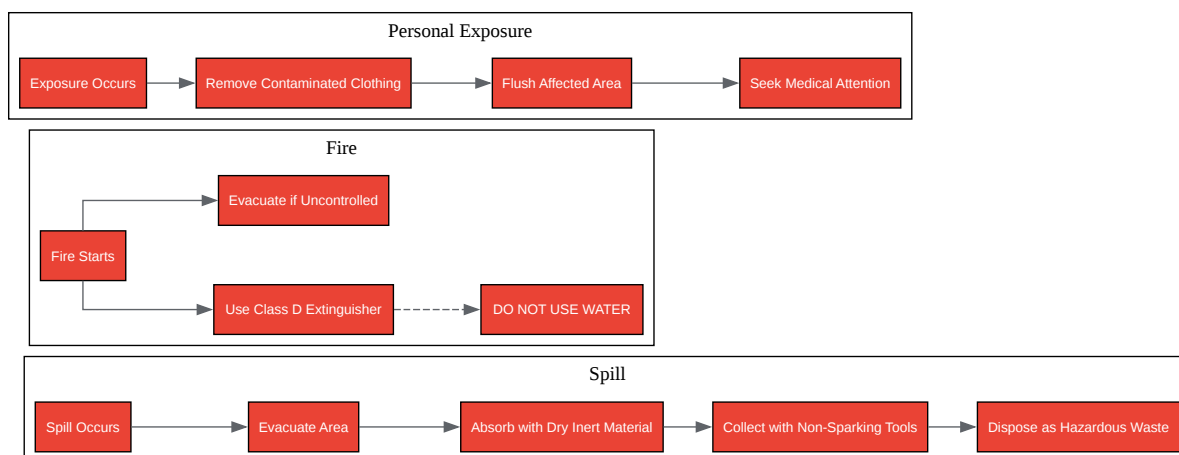 Personal Exposure
Exposure Occurs
Remove Contaminated Clothing
Flush Affected Area
Seek Medical Attention
Fire
Evacuate if Uncontrolled
Fire Starts
Use Class D Extinguisher
DO NOT USE WATER
Spill
Spill Occurs
Evacuate Area
Absorb with Dry Inert Material
Collect with Non-Sparking Tools
Dispose as Hazardous Waste